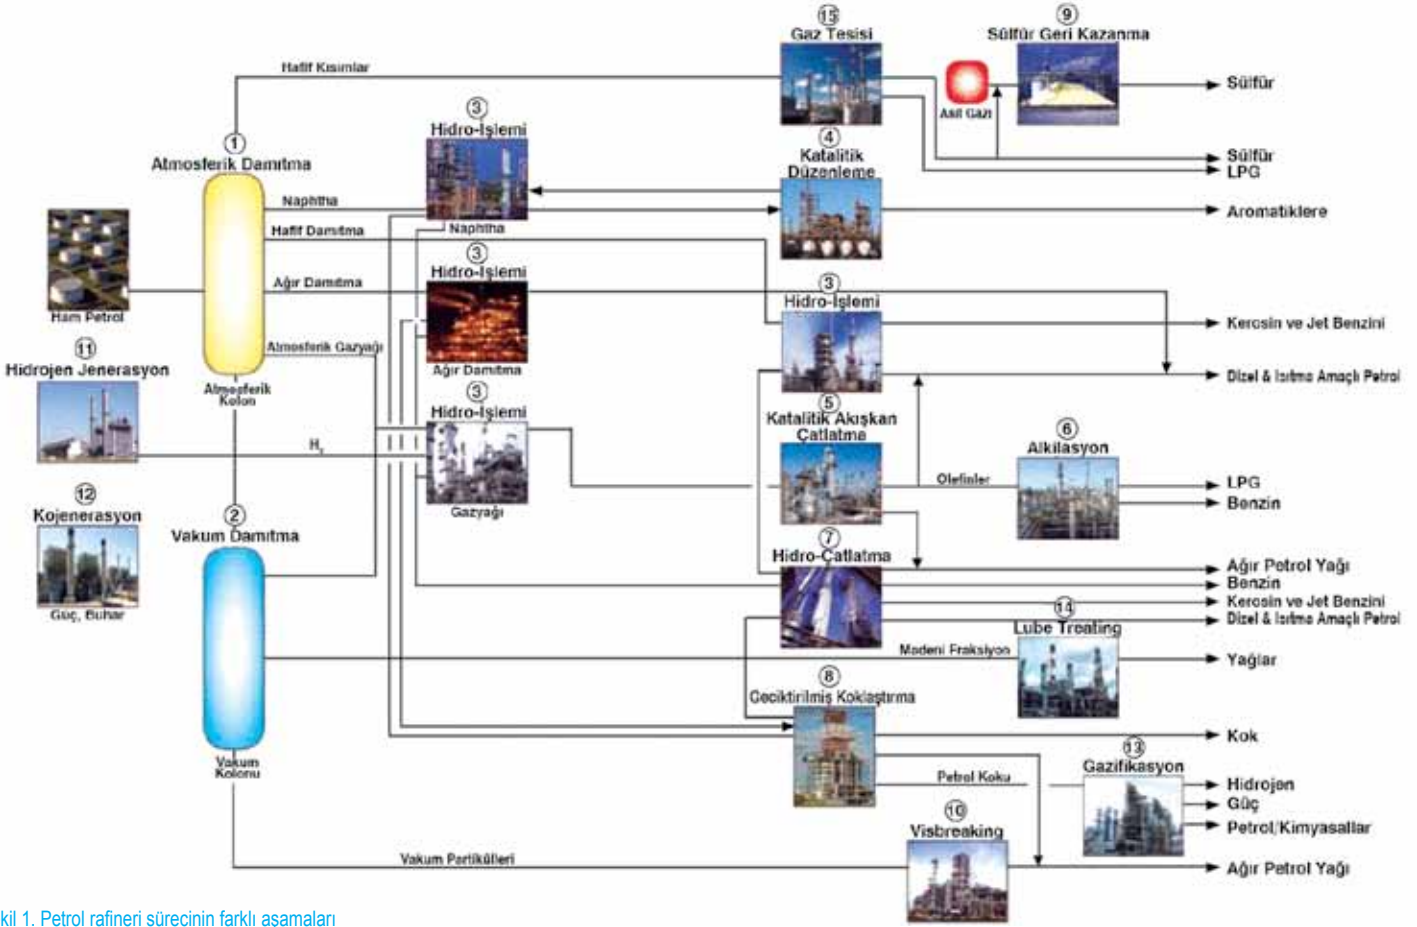 15
Gaz Tesisi
9
Sülfür Geri Kazanma
Hafif Kısımlar
Asit Gazı
Sülfür
3
Hidro-İşlemi
1
Atmosferik Damıtma
4
Katalitik
Düzenleme
Sülfür
LPG
Naphtha
Naphtha
Aromatiklere
Hafif Damıtma
3
Hidro-İşlemi
Ağır Damıtma
3
Hidro-İşlemi
Ham Petrol
Kerosin ve Jet Benzini
11
Hidrojen Jenerasyon
Atmosferik Gazyağı
Ağır Damıtma
Atmosferik
Kolon
3
Hidro-İşlemi
Dizel & Isıtma Amaçlı Petrol
5
Katalitik Akışkan
Çatlatma
6
Alkilasyon
Gazyağı
Olefinler
LPG
Benzin
12
Kojenerasyon
Güç, Buhar
2
Vakum Damıtma
7
Hidro-Çatlatma
Ağır Petrol Yağı
Benzin
Kerosin ve Jet Benzini
Dizel & Isıtma Amaçlı Petrol
14
Lube Treating
Madeni Fraksiyon
Yağlar
8
Geciktirilmiş Koklaştırma
Kok
Vakum
Kolonu
13
Gazifikasyon
Petrol Koku
Hidrojen
Güç
Petrol/Kimyasallar
10
Visbreaking
Vakum Partikülleri
Ağır Petrol Yağı
kil 1. Petrol rafineri sürecinin farklı aşamaları